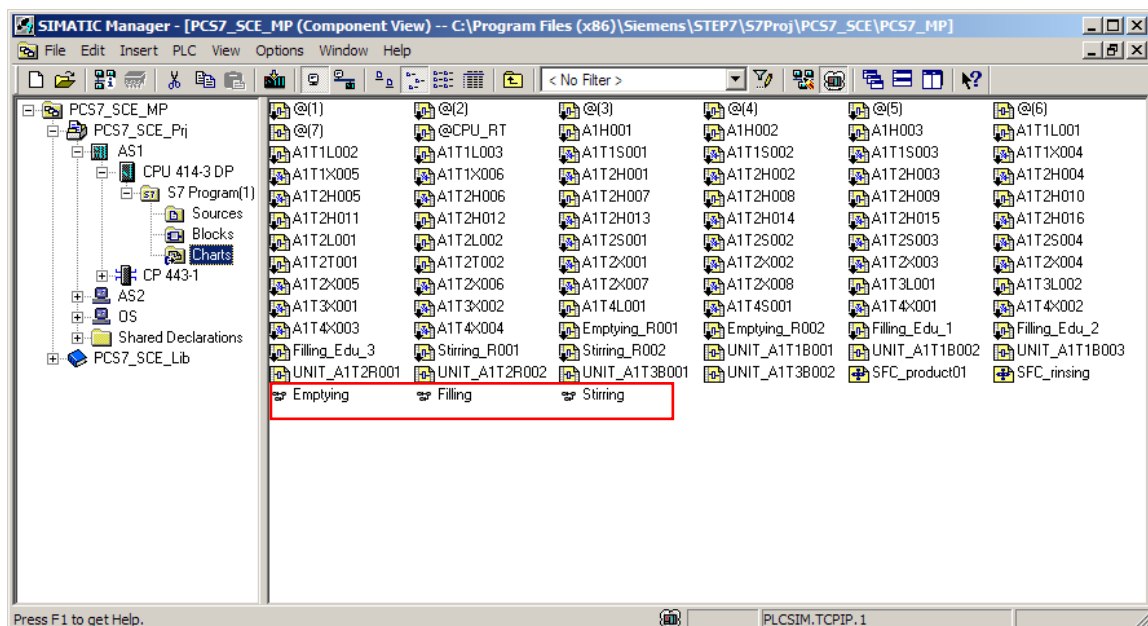 SIMATIC Manager - [PCS7_SCE_MP (Component View) -- C:\Program Files (x86)\Siemens\STEP7\S7Proj\PCS7_SCE\PCS7_MP]
File Edit Insert PLC View Options Window Help
< No Filter >
PCS7_SCE_MP
PCS7_SCE_Prj
AS1
CPU 414-3 DP
S7 Program(1)
Sources
Blocks
Charts
CP 443-1
AS2
OS
Shared Declarations
PCS7_SCE_Lib
@(1) @(2) @(3) @(4) @(5) @(6)
@(7) @CPU_RT A1H001 A1H002 A1H003 A1T1L001
A1T1L002 A1T1L003 A1T1S001 A1T1S002 A1T1S003 A1T1X004
A1T1X005 A1T1X006 A1T2H001 A1T2H002 A1T2H003 A1T2H004
A1T2H005 A1T2H006 A1T2H007 A1T2H008 A1T2H009 A1T2H010
A1T2H011 A1T2H012 A1T2H013 A1T2H014 A1T2H015 A1T2H016
A1T2L001 A1T2L002 A1T2S001 A1T2S002 A1T2S003 A1T2S004
A1T2T001 A1T2T002 A1T2X001 A1T2X002 A1T2X003 A1T2X004
A1T2X005 A1T2X006 A1T2X007 A1T2X008 A1T3L001 A1T3L002
A1T3X001 A1T3X002 A1T4L001 A1T4S001 A1T4X001 A1T4X002
A1T4X003 A1T4X004 Emptying_R001 Emptying_R002 Filling_Edu_1 Filling_Edu_2
Filling_Edu_3 Stirring_R001 Stirring_R002 UNIT_A1T1B001 UNIT_A1T1B002 UNIT_A1T1B003
UNIT_A1T2R001 UNIT_A1T2R002 UNIT_A1T3B001 UNIT_A1T3B002 SFC_product01 SFC_rinsing
Emptying Filling Stirring
Press F1 to get Help.
PLCSIM.TCPIP.1